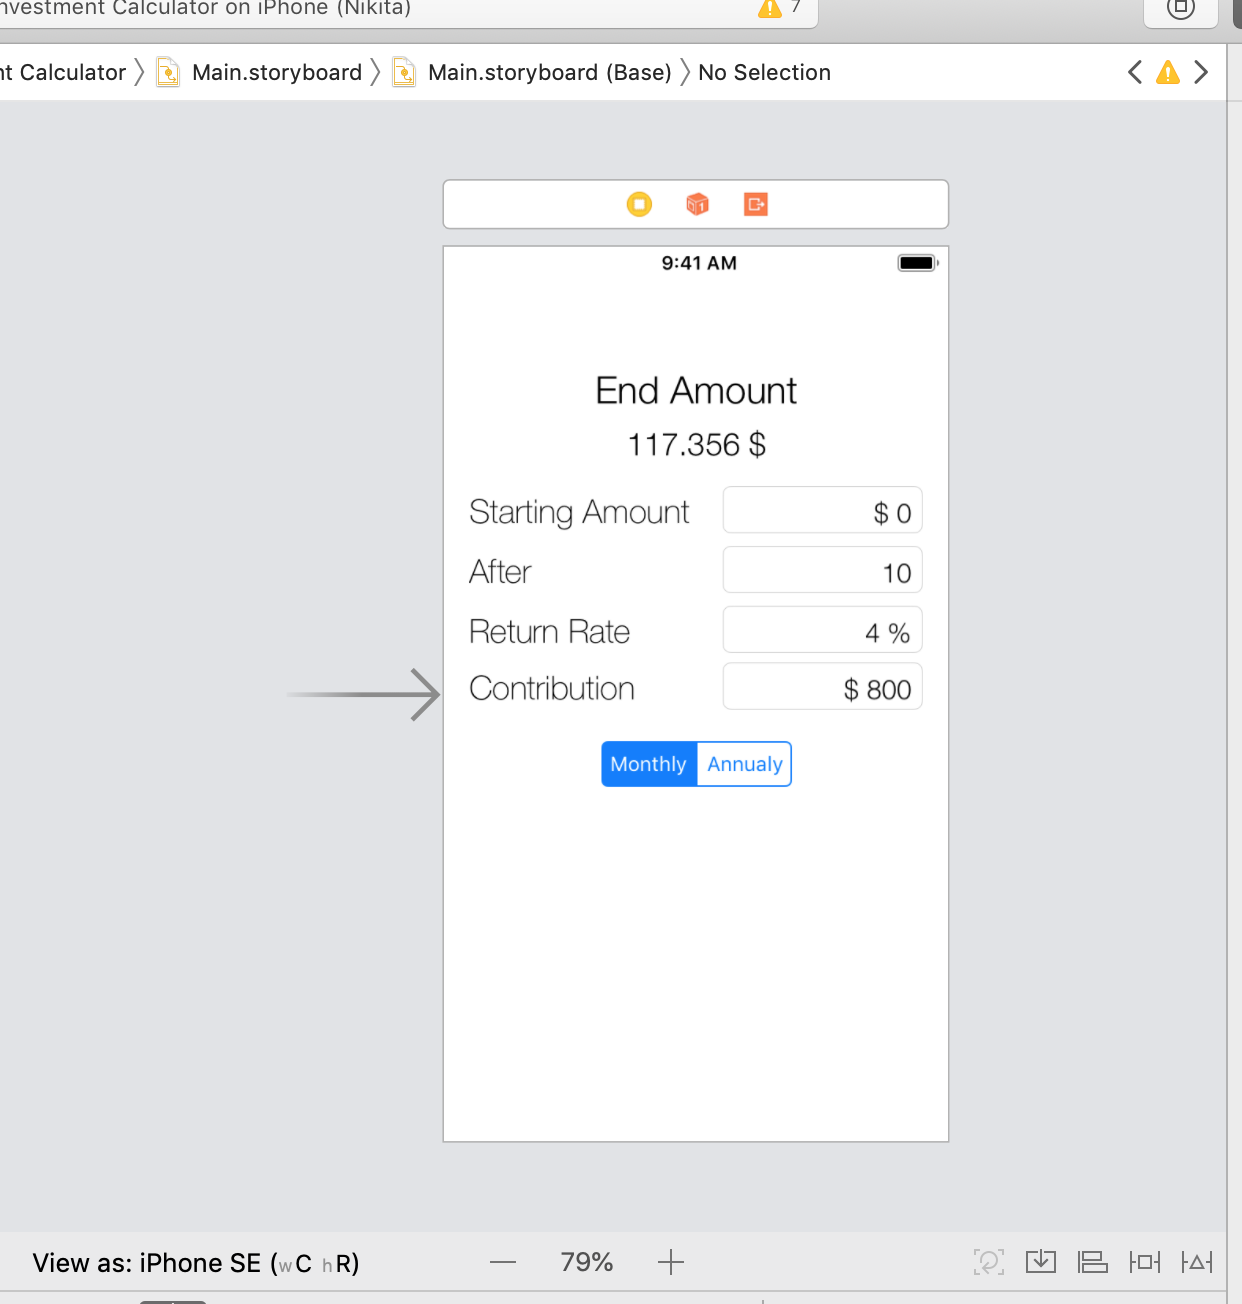 nvestment Calculator on iPhone (Nikita) 7
nt Calculator Main.storyboard Main.storyboard (Base) No Selection
1
9:41 AM
End Amount
117.356 $
Starting Amount $ 0
After 10
Return Rate 4 %
Contribution $ 800
Monthly Annualy
View as: iPhone SE (wC hR) 79%